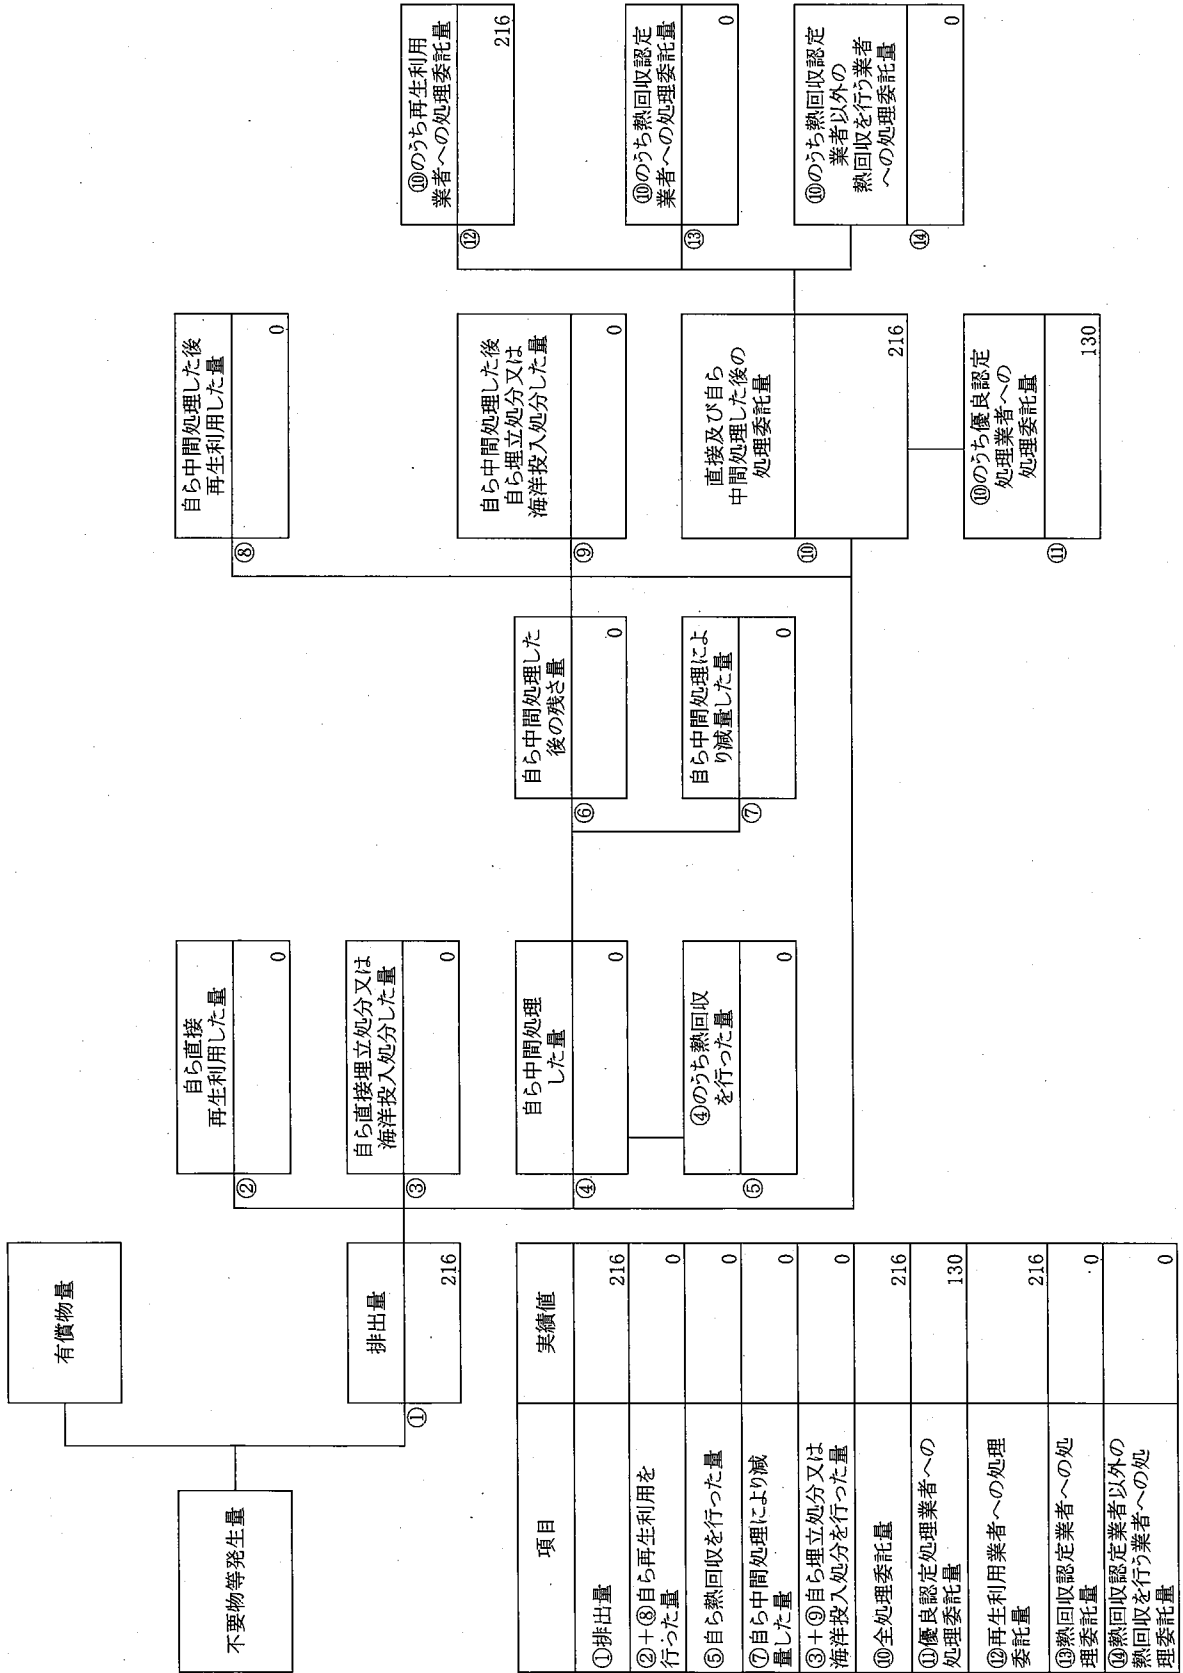 不要物等発生量
有償物量
排出量
①
216
自ら直接
再生利用した量
②
0
自ら直接埋立処分又は
海洋投入処分した量
③
0
自ら中間処理
した量
④
0
④のうち熱回収
を行った量
⑤
0
自ら中間処理した
後の残さ量
⑥
0
自ら中間処理によ
り減量した量
⑦
0
自ら中間処理した後
再生利用した量
⑧
0
自ら中間処理した後
自ら埋立処分又は
海洋投入処分した量
⑨
0
直接及び自ら
中間処理した後の
処理委託量
⑩
216
⑩のうち優良認定
処理業者への
処理委託量
⑪
130
⑩のうち再生利用
業者への処理委託量
⑫
216
⑩のうち熱回収認定
業者への処理委託量
⑬
0
⑩のうち熱回収認定
業者以外の
熱回収を行う業者
への処理委託量
⑭
0
項目 実績値
①排出量 216
②+⑧自ら再生利用を
行った量 0
⑤自ら熱回収を行った量 0
⑦自ら中間処理により減
量した量 0
③+⑨自ら埋立処分又は
海洋投入処分を行った量 0
⑩全処理委託量 216
⑪優良認定処理業者への
処理委託量 130
⑫再生利用業者への処理
委託量 216
⑬熱回収認定業者への処
理委託量 0
⑭熱回収認定業者以外の
熱回収を行う業者への処
理委託量 0